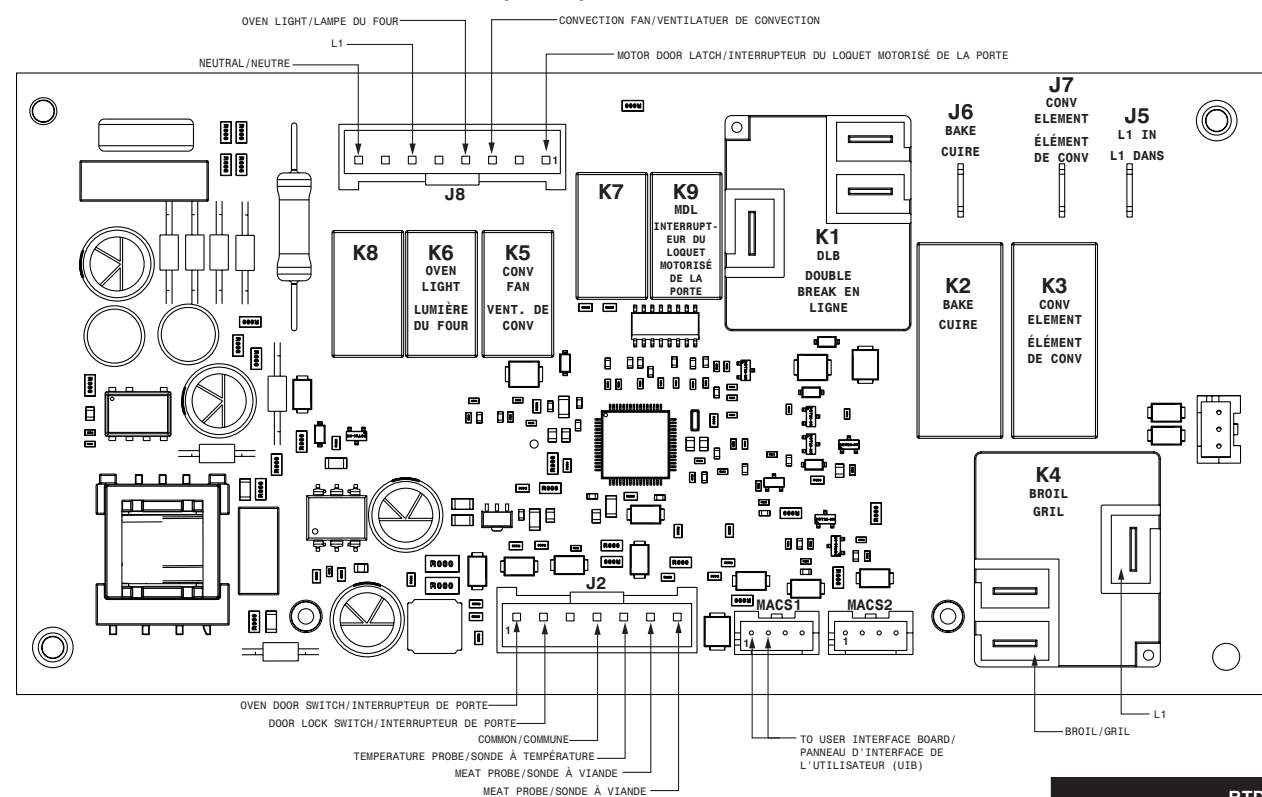 OVEN LIGHT/LAMPE DU FOUR
CONVECTION FAN/VENTILATUER DE CONVECTION
L1
MOTOR DOOR LATCH/INTERRUPTEUR DU LOQUET MOTORISÉ DE LA PORTE
NEUTRAL/NEUTRE
J8
1
J6
BAKE
CUIRE
J7
CONV
ELEMENT
ÉLÉMENT
DE CONV
J5
L1 IN
L1 DANS
K8
K6
OVEN
LIGHT
LUMIÈRE
DU FOUR
K5
CONV
FAN
VENT. DE
CONV
K7
K9
MDL
INTERRUPT-
EUR DU
LOQUET
MOTORISÉ
DE LA
PORTE
K1
DLB
DOUBLE
BREAK EN
LIGNE
K2
BAKE
CUIRE
K3
CONV
ELEMENT
ÉLÉMENT
DE CONV
K4
BROIL
GRIL
R000
R000
R000
J2
1
MACS1
1
MACS2
1
OVEN DOOR SWITCH/INTERRUPTEUR DE PORTE
DOOR LOCK SWITCH/INTERRUPTEUR DE PORTE
COMMON/COMMUNE
TEMPERATURE PROBE/SONDE À TEMPÉRATURE
MEAT PROBE/SONDE À VIANDE
MEAT PROBE/SONDE À VIANDE
TO USER INTERFACE BOARD/
PANNEAU D'INTERFACE DE
L'UTILISATEUR (UIB)
BROIL/GRIL
L1